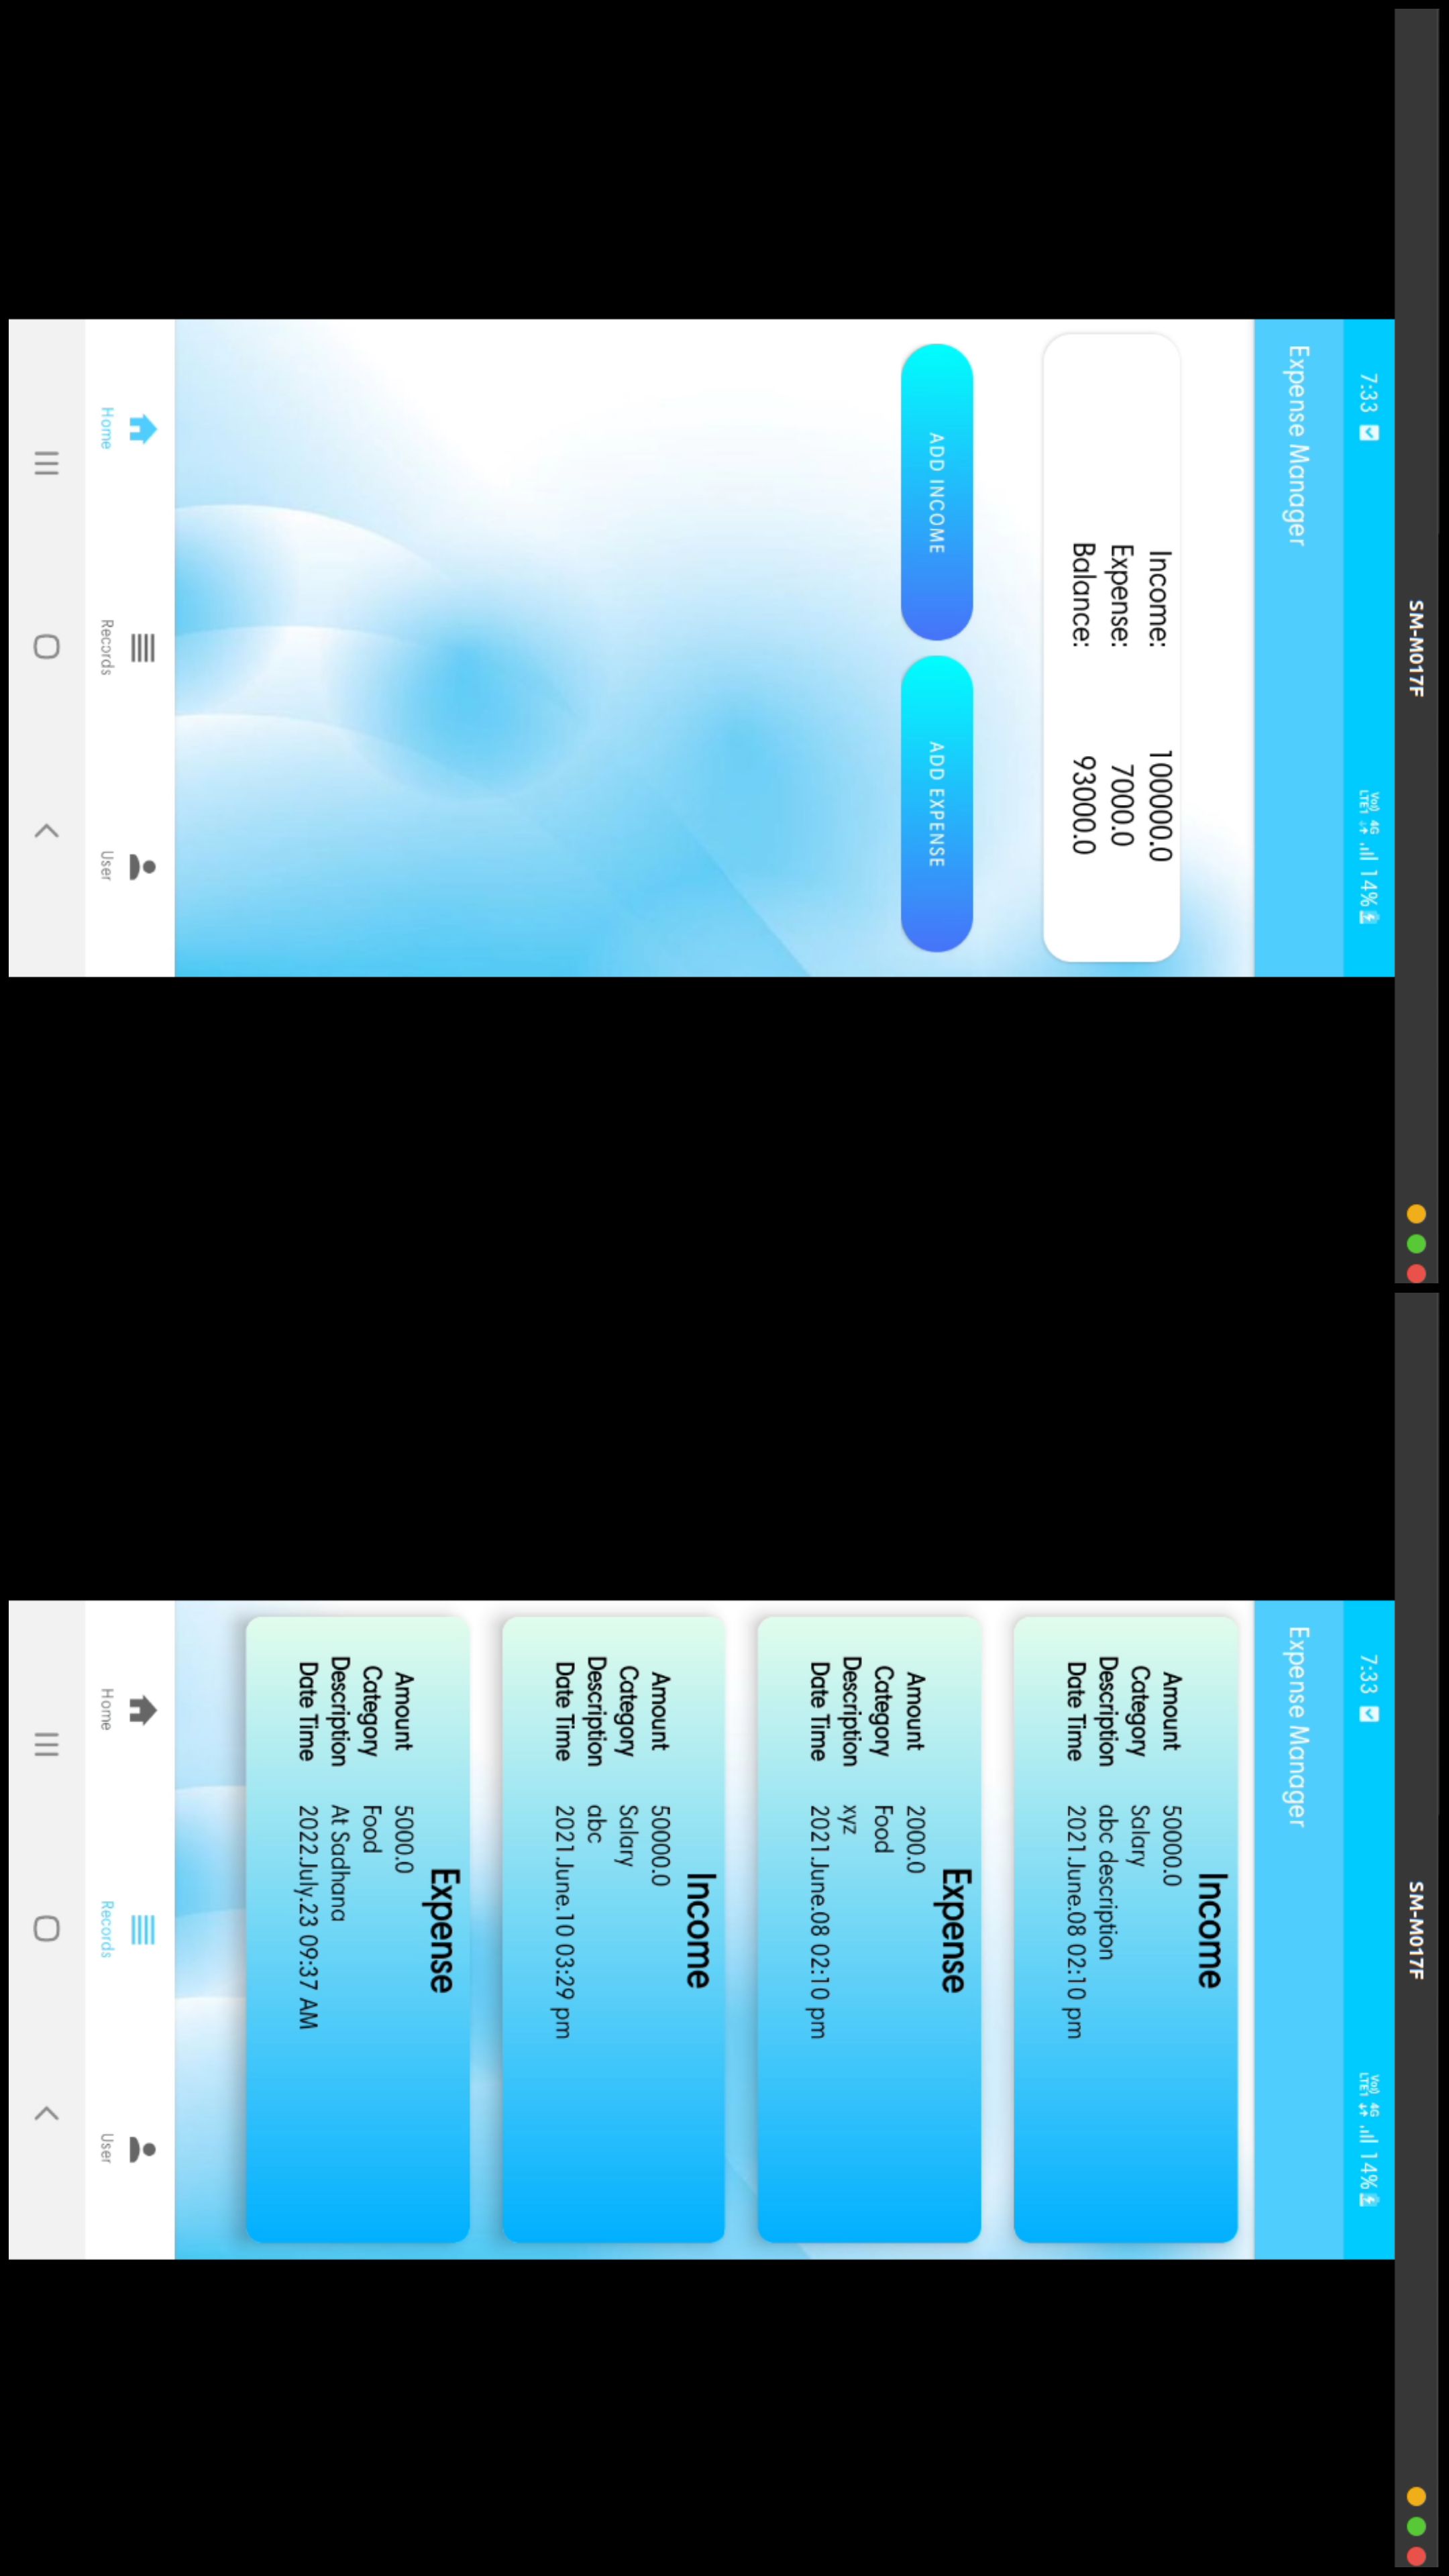 SM-M017F
7:33
Vo)) 4G 14%
LTE1
Expense Manager
Income: 100000.0
Expense: 7000.0
Balance: 93000.0
ADD INCOME ADD EXPENSE
Home Records User
SM-M017F
7:33
Vo)) 4G 14%
LTE1
Expense Manager
Income
Amount 50000.0
Category Salary
Description abc description
Date Time 2021.June.08 02:10 pm
Expense
Amount 2000.0
Category Food
Description xyz
Date Time 2021.June.08 02:10 pm
Income
Amount 50000.0
Category Salary
Description abc
Date Time 2021.June.10 03:29 pm
Expense
Amount 5000.0
Category Food
Description At Sadhana
Date Time 2022.July.23 09:37 AM
Home Records User